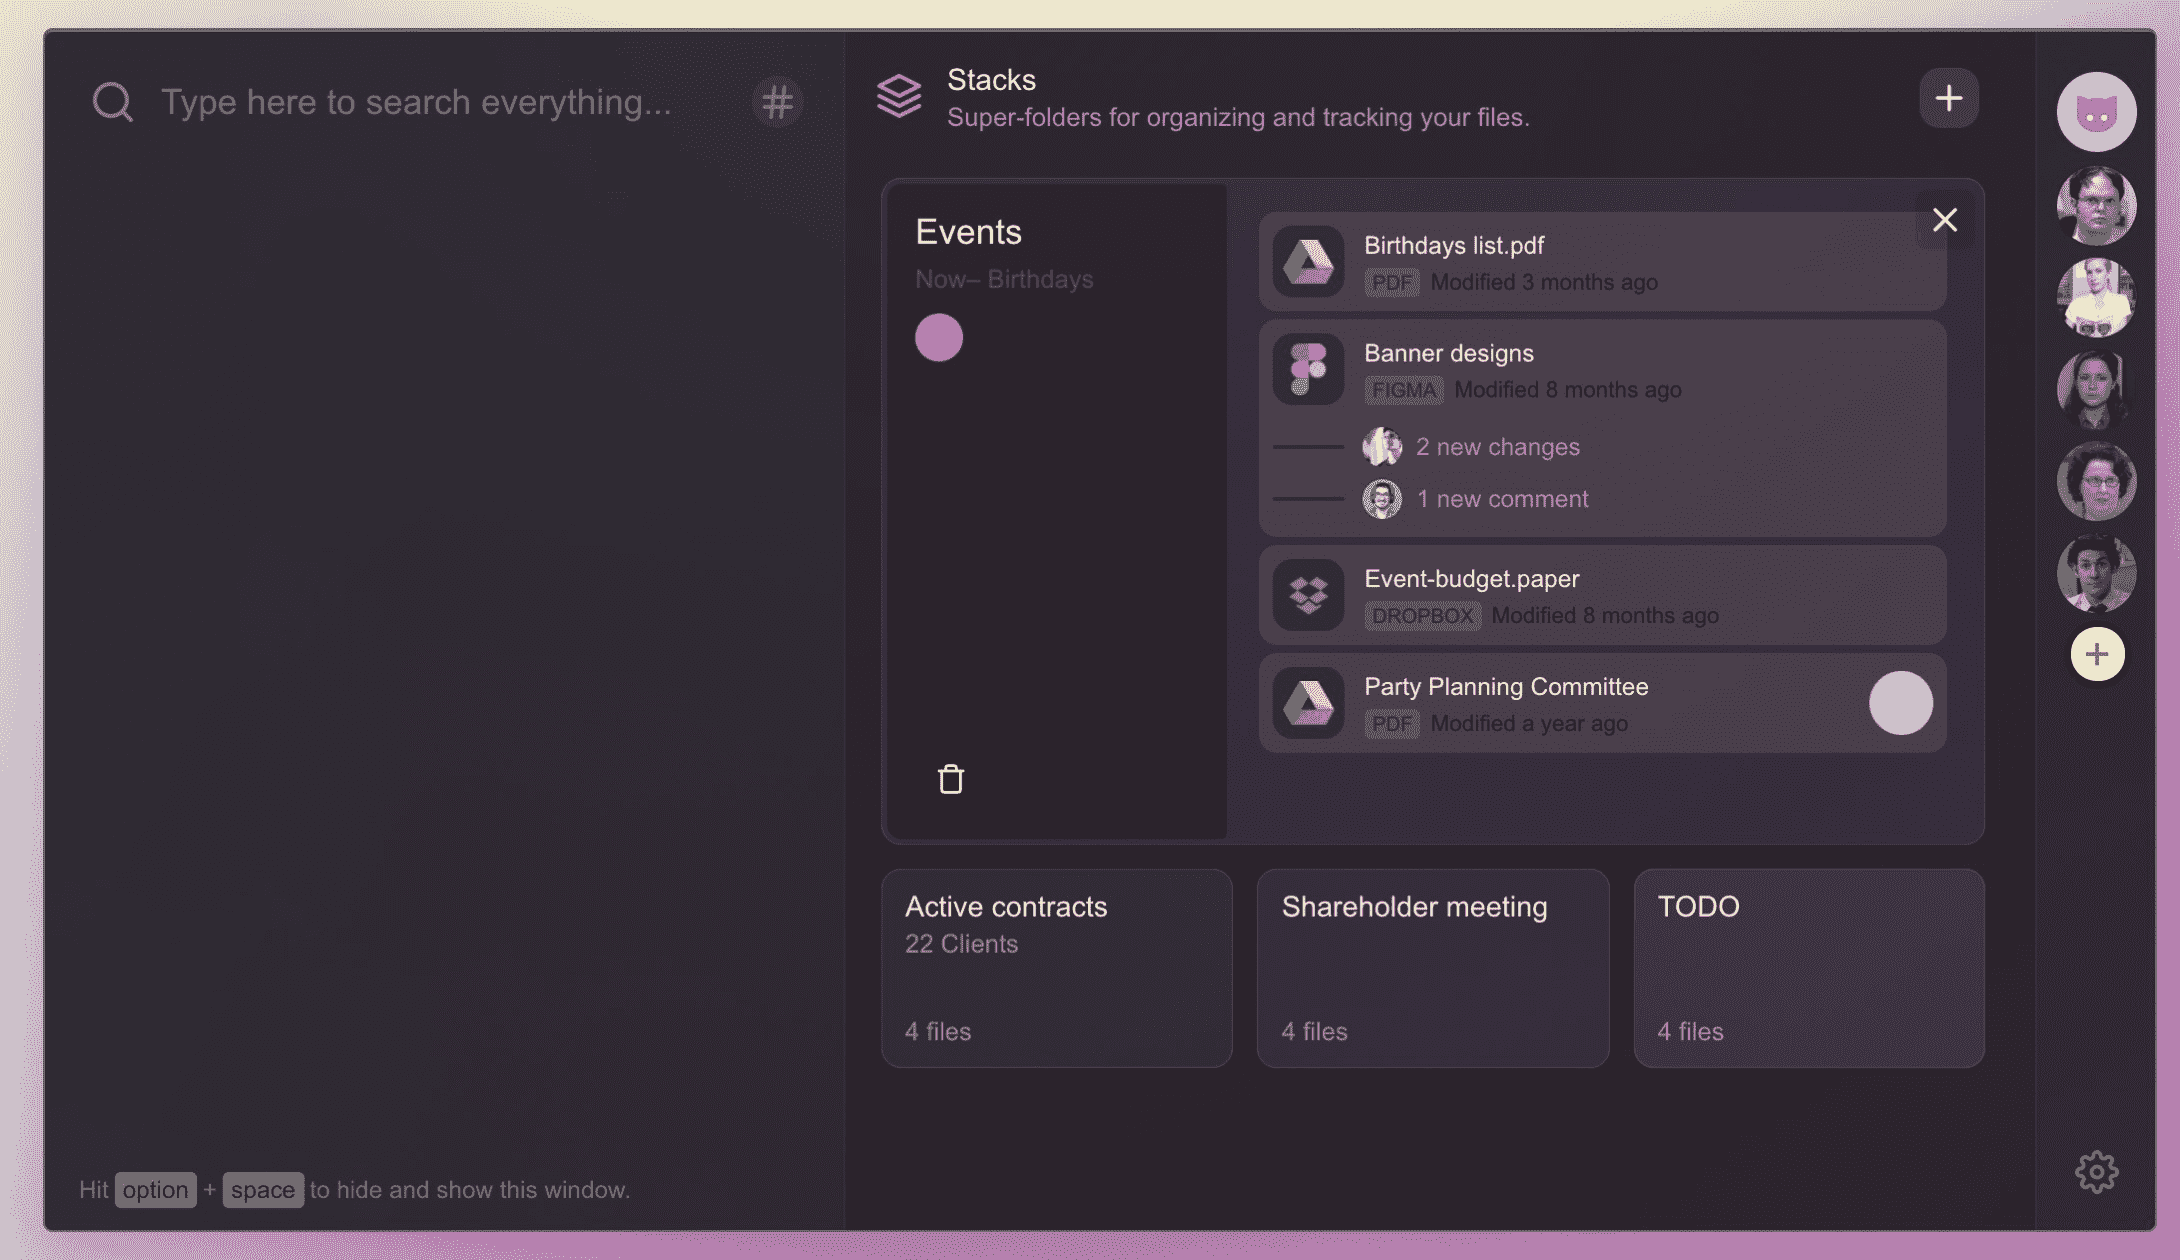 Type here to search everything...
#
Stacks
Super-folders for organizing and tracking your files.
Events
Now– Birthdays
Birthdays list.pdf
PDF Modified 3 months ago
Banner designs
FIGMA Modified 8 months ago
2 new changes
1 new comment
Event-budget.paper
DROPBOX Modified 8 months ago
Party Planning Committee
PDF Modified a year ago
Active contracts
22 Clients
4 files
Shareholder meeting
4 files
TODO
4 files
Hit option + space to hide and show this window.